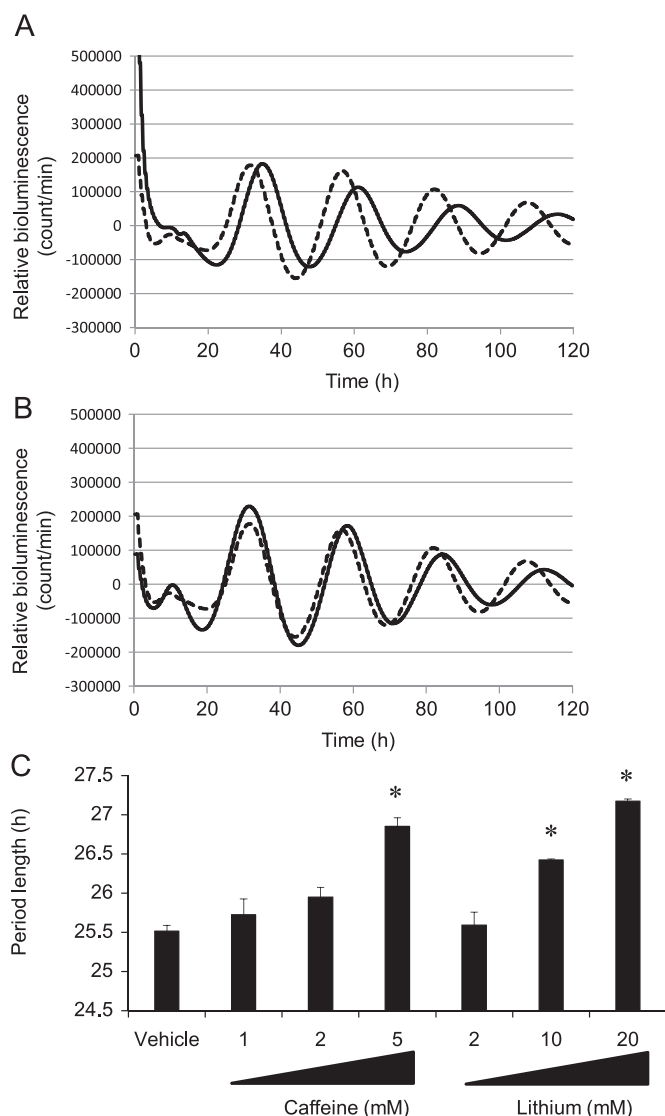 A
500000
400000
300000
200000
100000
0
-100000
-200000
-300000
Relative bioluminescence
(count/min)
0 20 40 60 80 100 120
Time (h)
B
500000
400000
300000
200000
100000
0
-100000
-200000
-300000
Relative bioluminescence
(count/min)
0 20 40 60 80 100 120
Time (h)
C
27.5
27
26.5
26
25.5
25
24.5
Period length (h)
* * *
Vehicle 1 2 5 2 10 20
Caffeine (mM) Lithium (mM)